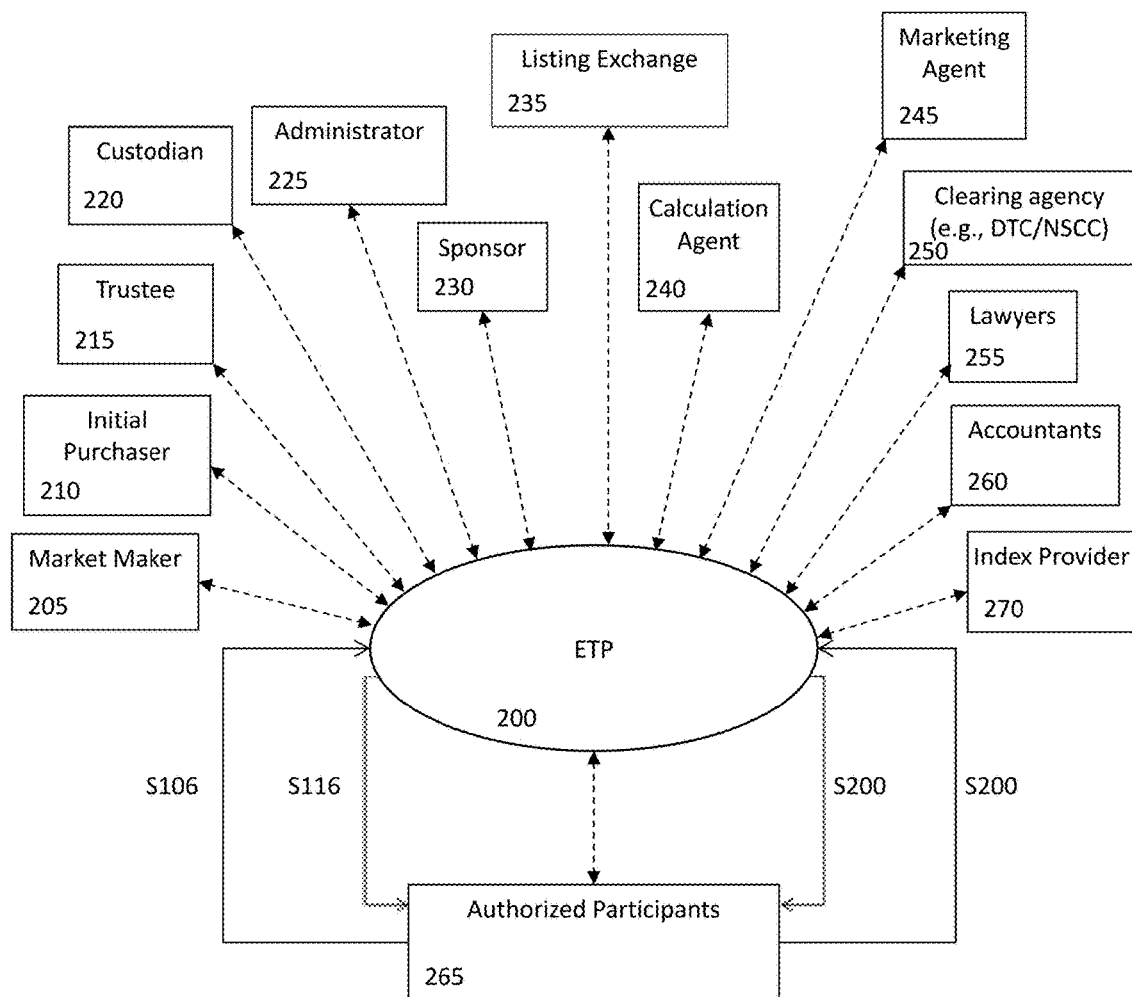 Marketing
Agent
245
Listing Exchange
235
Administrator
225
Custodian
220
Clearing agency
(e.g., DTC/NSCC)
250
Calculation
Agent
240
Sponsor
230
Trustee
215
Lawyers
255
Initial
Purchaser
210
Accountants
260
Market Maker
205
Index Provider
270
ETP
200
S106
S116
S200
S200
Authorized Participants
265